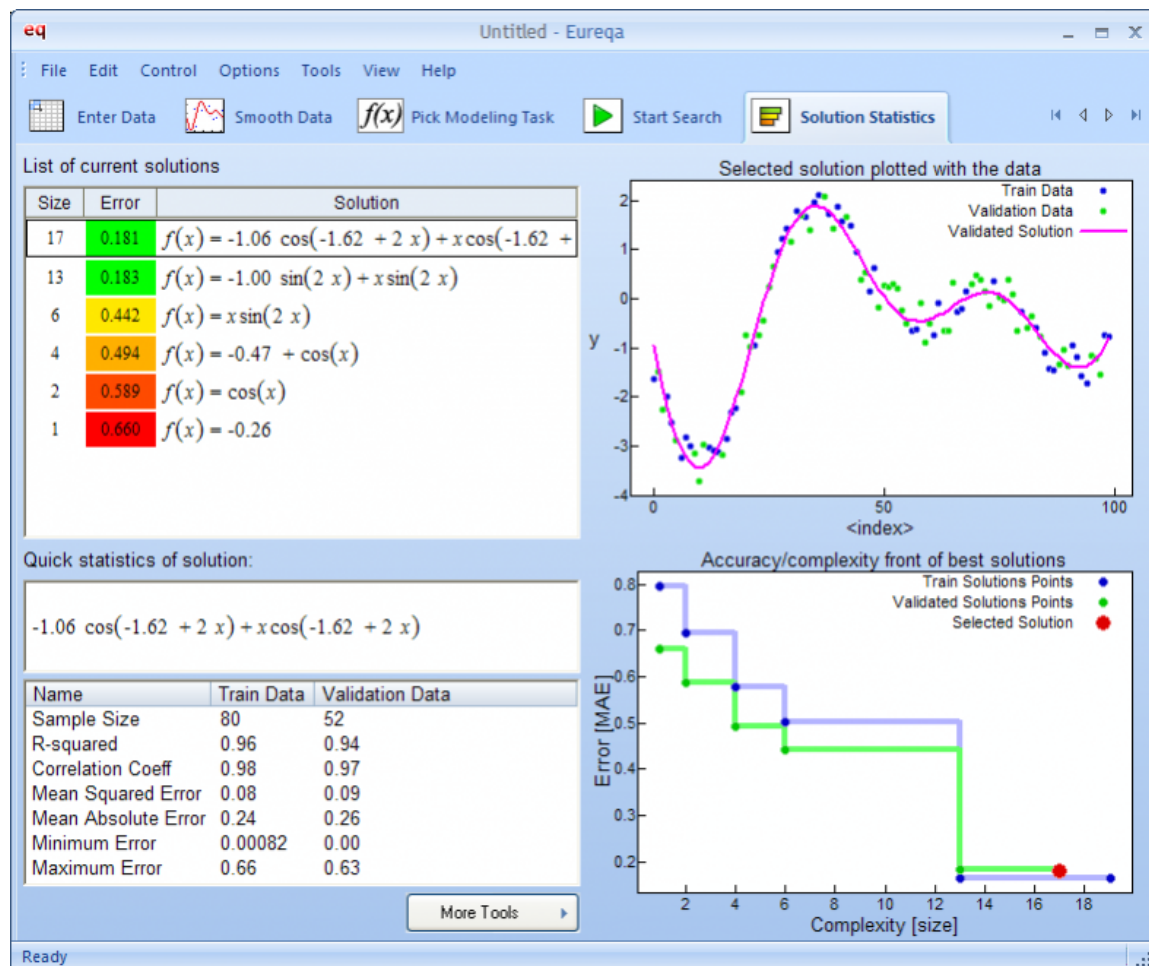 eq Untitled - Eureqa
File Edit Control Options Tools View Help
Enter Data Smooth Data f(x) Pick Modeling Task Start Search Solution Statistics
List of current solutions
Size Error Solution
17 0.181 f(x) = -1.06 cos(-1.62 + 2 x) + x cos(-1.62 +
13 0.183 f(x) = -1.00 sin(2 x) + x sin(2 x)
6 0.442 f(x) = x sin(2 x)
4 0.494 f(x) = -0.47 + cos(x)
2 0.589 f(x) = cos(x)
1 0.660 f(x) = -0.26
Selected solution plotted with the data
Train Data
Validation Data
Validated Solution
2
1
0
-1
-2
-3
-4
y
0 50 100
<index>
Quick statistics of solution:
-1.06 cos(-1.62 + 2 x) + x cos(-1.62 + 2 x)
Name Train Data Validation Data
Sample Size 80 52
R-squared 0.96 0.94
Correlation Coeff 0.98 0.97
Mean Squared Error 0.08 0.09
Mean Absolute Error 0.24 0.26
Minimum Error 0.00082 0.00
Maximum Error 0.66 0.63
More Tools
Accuracy/complexity front of best solutions
Train Solutions Points
Validated Solutions Points
Selected Solution
0.8
0.7
0.6
0.5
0.4
0.3
0.2
Error [MAE]
2 4 6 8 10 12 14 16 18
Complexity [size]
Ready